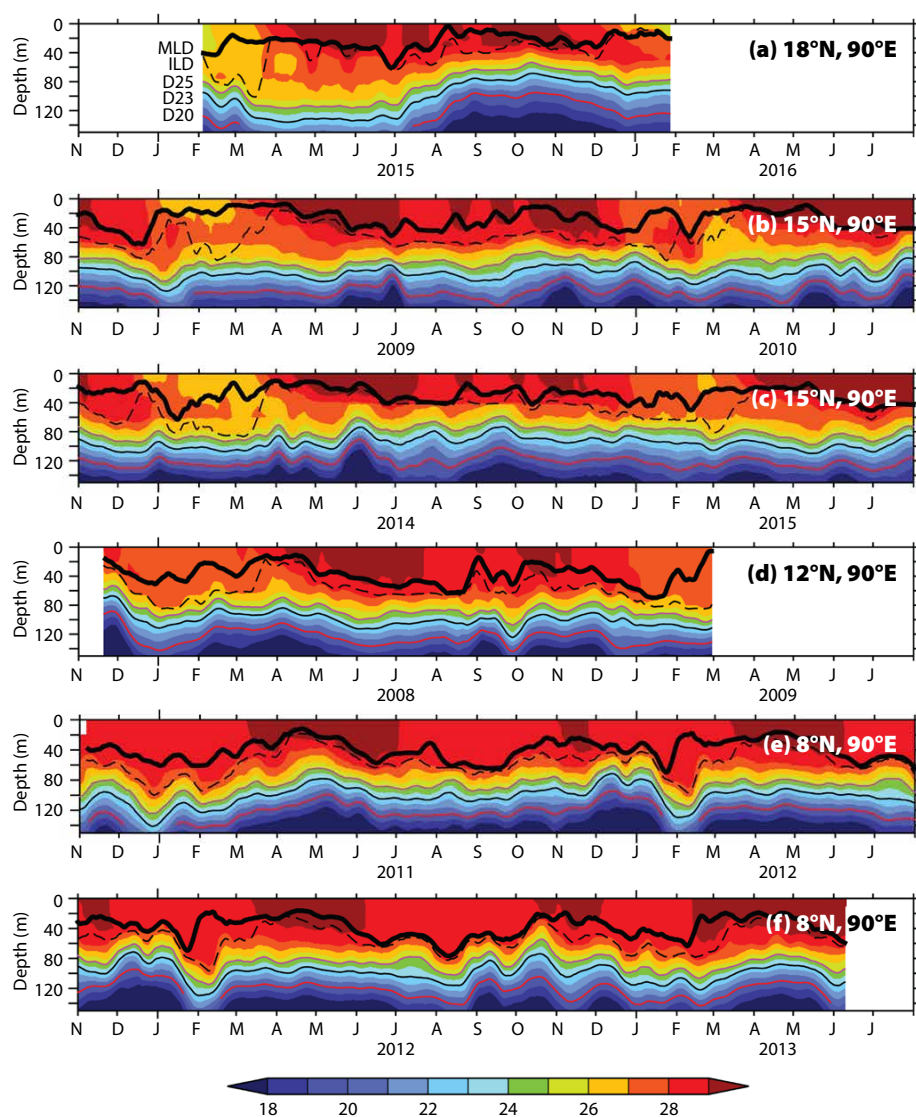 0
40
80
120
Depth (m)
MLD
ILD
D25
D23
D20
(a) 18°N, 90°E
N D J F M A M J J A S O N D J F M A M J J
2015 2016
0
40
80
120
Depth (m)
(b) 15°N, 90°E
N D J F M A M J J A S O N D J F M A M J J
2009 2010
0
40
80
120
Depth (m)
(c) 15°N, 90°E
N D J F M A M J J A S O N D J F M A M J J
2014 2015
0
40
80
120
Depth (m)
(d) 12°N, 90°E
N D J F M A M J J A S O N D J F M A M J J
2008 2009
0
40
80
120
Depth (m)
(e) 8°N, 90°E
N D J F M A M J J A S O N D J F M A M J J
2011 2012
0
40
80
120
Depth (m)
(f) 8°N, 90°E
N D J F M A M J J A S O N D J F M A M J J
2012 2013
18 20 22 24 26 28